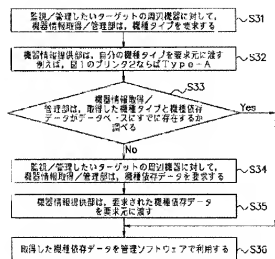 監視/管理したいターゲットの周辺機器に対して、
機器情報取得/管理部は、機種タイプを要求する
S31
機器情報提供部は、自分の機種タイプを要求元に渡す
例えば、図1のプリンタ2ならばType-A
S32
S33
機器情報取得/
管理部は、取得した機種タイプと機種依存
データがデータベースにすでに存在するか
調べる
Yes
No
監視/管理したいターゲットの周辺機器に対して、
機器情報取得/管理部は、機種依存データを要求する
S34
機器情報提供部は、要求された機種依存データ
を要求元に渡す
S35
取得した機種依存データを管理ソフトウェアで利用する
S36